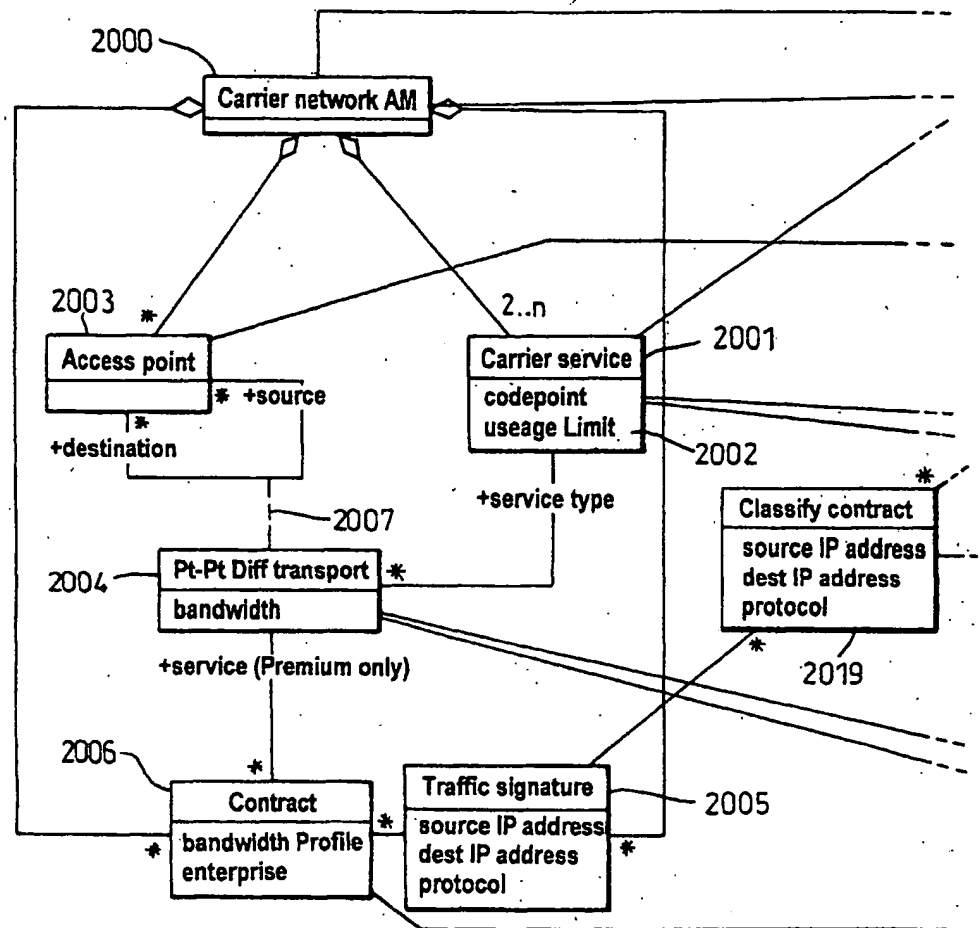 2000
Carrier network AM
2003
*
2..n
Access point
Carrier service
2001
* +source
codepoint
*
useage Limit
+destination
2002
+service type
*
Classify contract
2007
source IP address
2004
Pt-Pt Diff transport
*
dest IP address
bandwidth
protocol
+service (Premium only)
*
2019
2006
*
Traffic signature
2005
Contract
*
source IP address
*
*
bandwidth Profile
dest IP address
enterprise
protocol